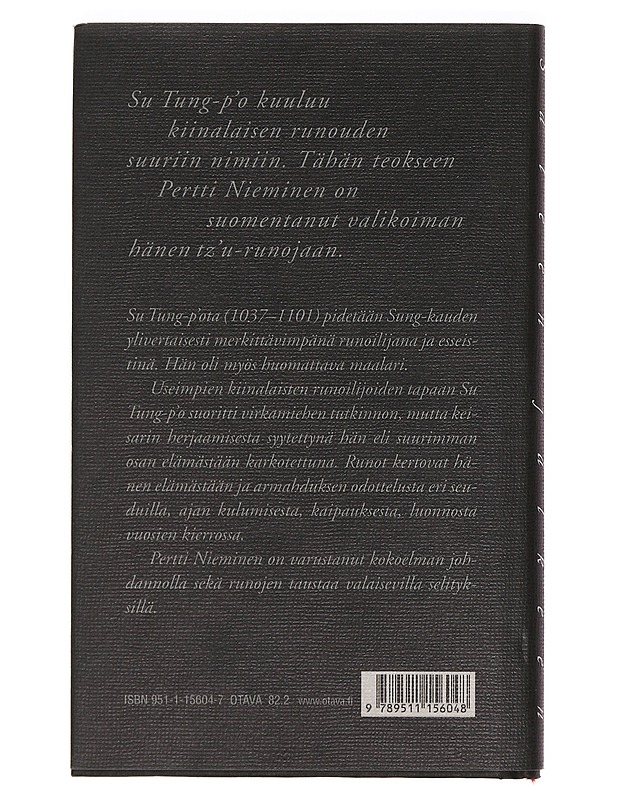 Su Tung-p'o kuuluu
kiinalaisen runouden
suuriin nimiin. Tähän teokseen
Pertti Nieminen on
suomentanut valikoiman
hänen tz'u-runojaan.
Su Tung-p'ota (1037–1101) pidetään Sung-kauden
ylivertaisesti merkittävimpänä runoilijana ja esseis-
tinä. Hän oli myös huomattava maalari.
Useimpien kiinalaisten runoilijoiden tapaan Su
Tung-p'o suoritti virkamiehen tutkinnon, mutta kei-
sarin herjaamisesta syytettynä hän eli suurimman
osan elämästään karkotettuna. Runot kertovat hä-
nen elämästään ja armahduksen odottelusta eri seu-
duilla, ajan kulumisesta, kaipauksesta, luonnosta
vuosien kierrossa.
Pertti Nieminen on varustanut kokoelman joh-
dannolla sekä runojen taustaa valaisevilla selityk-
sillä.
ISBN 951-1-15604-7 OTAVA 82.2 www.otava.fi
9 789511 156048
Sateen jälkeen